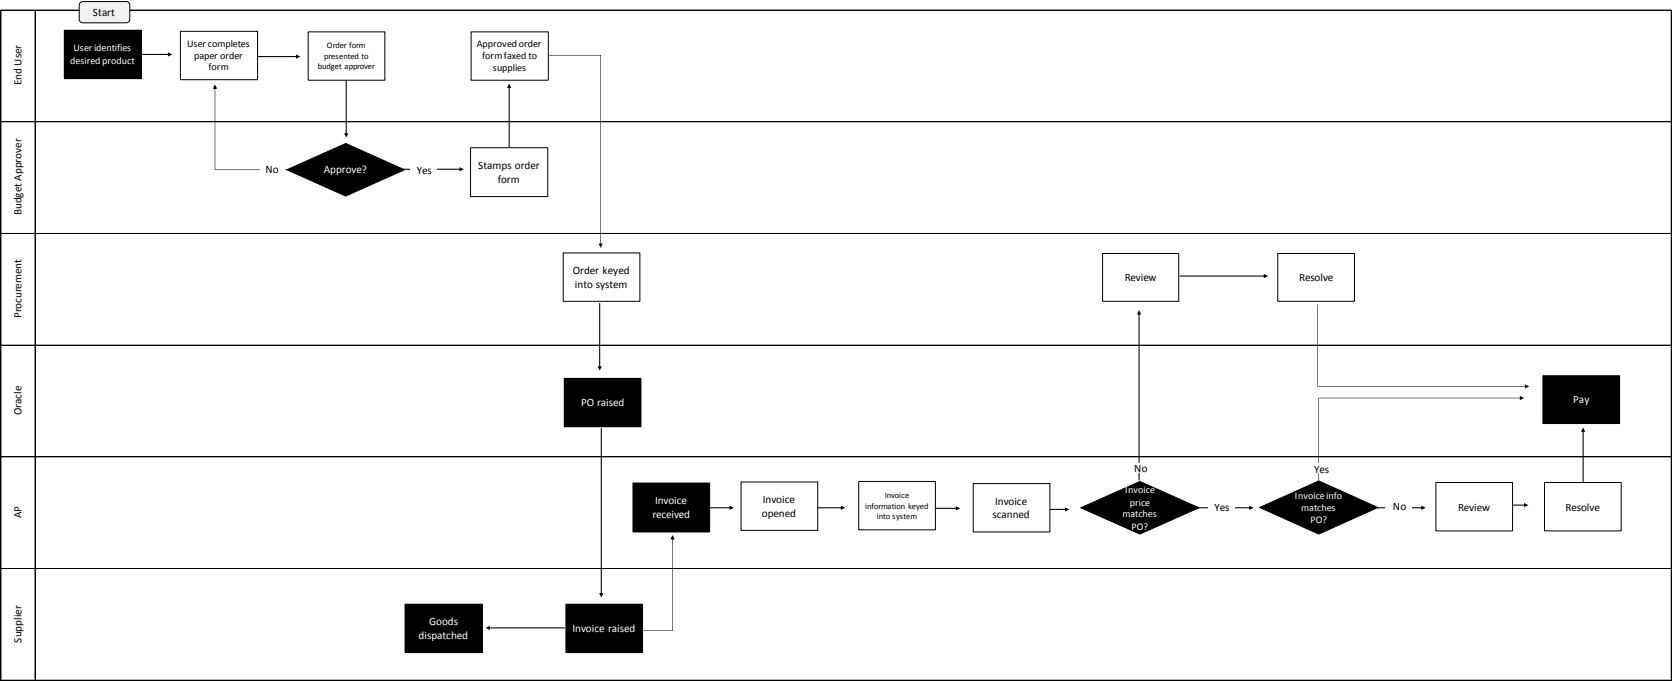 Start
End User
User identifies
desired product
User completes
paper order
form
Order form
presented to
budget approver
Approved order
form faxed to
supplies
Budget Approver
No
Approve?
Yes
Stamps order
form
Procurement
Order keyed
into system
Review
Resolve
Oracle
PO raised
Pay
AP
Invoice
received
Invoice
opened
Invoice
information keyed
into system
Invoice
scanned
No
Invoice
price
matches
PO?
Yes
Yes
Invoice info
matches
PO?
No
Review
Resolve
Supplier
Goods
dispatched
Invoice raised